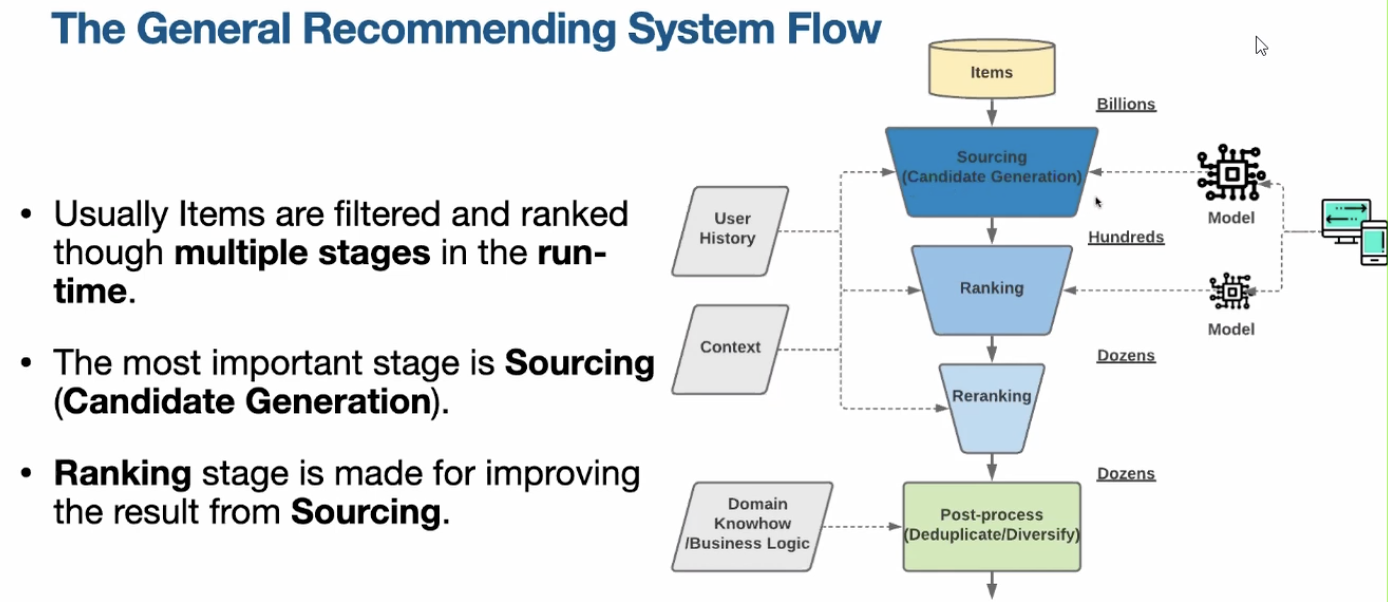 The General Recommending System Flow
• Usually Items are filtered and ranked
though multiple stages in the run-
time.
• The most important stage is Sourcing
(Candidate Generation).
• Ranking stage is made for improving
the result from Sourcing.
Items
Billions
Sourcing
(Candidate Generation)
Model
User
History
Hundreds
Ranking
Model
Context
Dozens
Reranking
Dozens
Domain
Knowhow
/Business Logic
Post-process
(Deduplicate/Diversify)